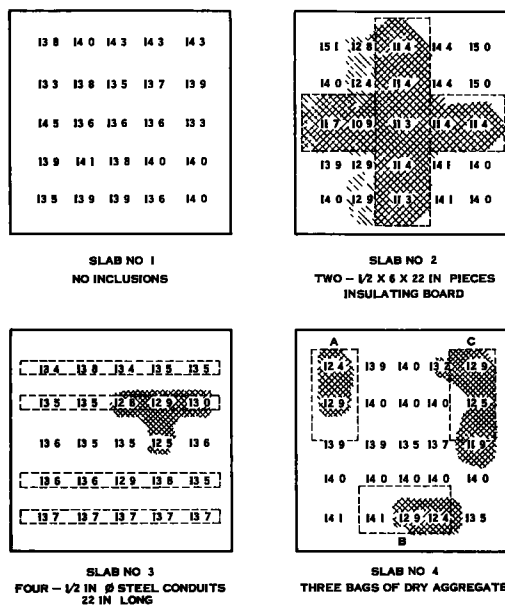 13 8 14 0 14 3 14 3 14 3
13 3 13 8 13 5 13 7 13 9
14 5 13 6 13 6 13 6 13 3
13 9 14 1 13 8 14 0 14 0
13 5 13 9 13 9 13 6 14 0
SLAB NO 1
NO INCLUSIONS
15 1 12 8 11 4 14 4 15 0
14 0 12 4 11 4 14 4 15 0
11 7 10 9 11 3 11 4 11 4
13 9 12 9 11 4 14 1 14 0
14 0 12 9 11 3 14 1 14 0
SLAB NO 2
TWO – 1/2 X 6 X 22 IN PIECES
INSULATING BOARD
13 4 13 8 13 4 13 5 13 5
13 5 13 5 12 8 12 9 13 0
13 6 13 5 13 5 12 5 13 6
13 6 13 6 12 9 13 8 13 5
13 7 13 7 13 7 13 7 13 7
SLAB NO 3
FOUR – 1/2 IN Ø STEEL CONDUITS
22 IN LONG
A C
12 4 13 9 14 0 13 2 12 9
12 9 14 0 14 0 14 0 12 5
13 9 13 9 13 5 13 7 11 9
14 0 14 0 14 0 14 0 14 0
14 1 14 1 12 9 12 4 13 5
B
SLAB NO 4
THREE BAGS OF DRY AGGREGATE